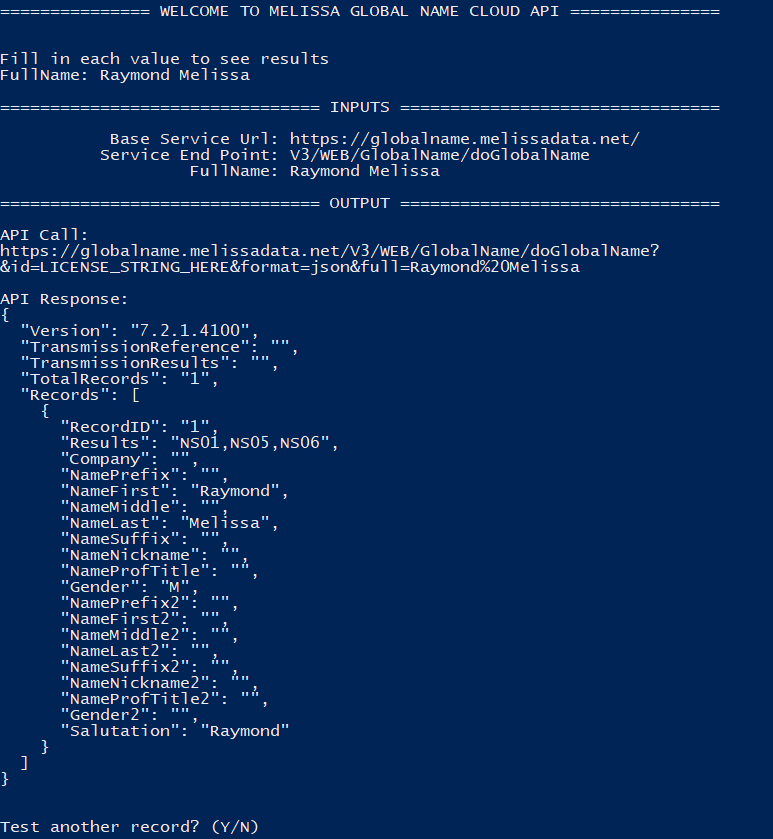 =============== WELCOME TO MELISSA GLOBAL NAME CLOUD API ===============
Fill in each value to see results
FullName: Raymond Melissa
================================ INPUTS ================================
Base Service Url: https://globalname.melissadata.net/
Service End Point: V3/WEB/GlobalName/doGlobalName
FullName: Raymond Melissa
================================ OUTPUT ================================
API Call:
https://globalname.melissadata.net/V3/WEB/GlobalName/doGlobalName?
&id=LICENSE_STRING_HERE&format=json&full=Raymond%20Melissa
API Response:
{
  "Version": "7.2.1.4100",
  "TransmissionReference": "",
  "TransmissionResults": "",
  "TotalRecords": "1",
  "Records": [
    {
      "RecordID": "1",
      "Results": "NS01,NS05,NS06",
      "Company": "",
      "NamePrefix": "",
      "NameFirst": "Raymond",
      "NameMiddle": "",
      "NameLast": "Melissa",
      "NameSuffix": "",
      "NameNickname": "",
      "NameProfTitle": "",
      "Gender": "M",
      "NamePrefix2": "",
      "NameFirst2": "",
      "NameMiddle2": "",
      "NameLast2": "",
      "NameSuffix2": "",
      "NameNickname2": "",
      "NameProfTitle2": "",
      "Gender2": "",
      "Salutation": "Raymond"
    }
  ]
}
Test another record? (Y/N)